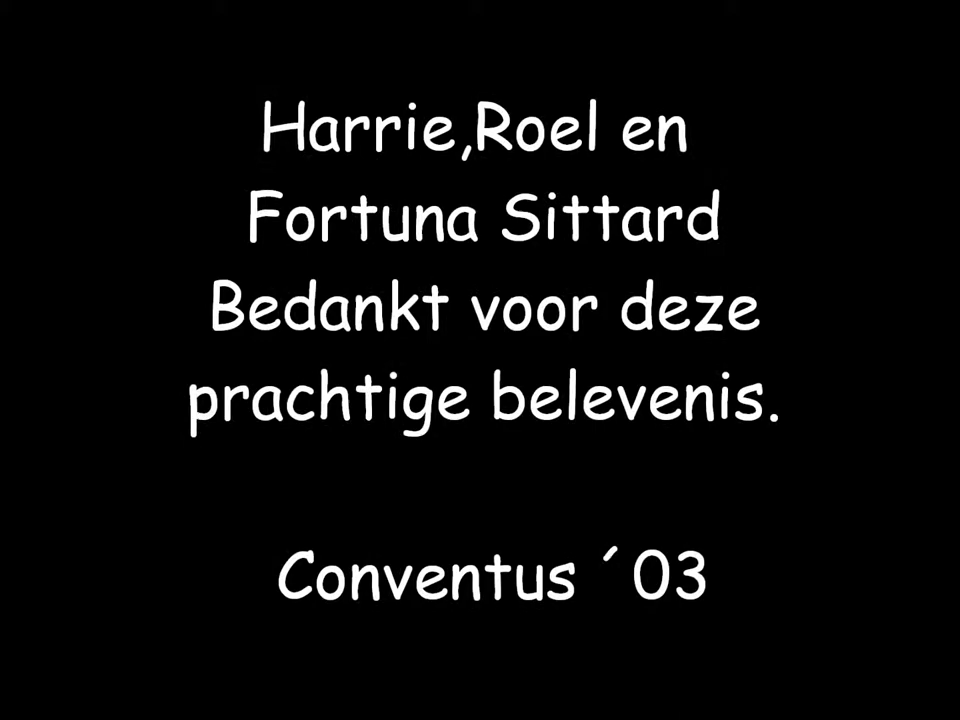 Harrie,Roel en
Fortuna Sittard
Bedankt voor deze
prachtige belevenis.
Conventus ´03